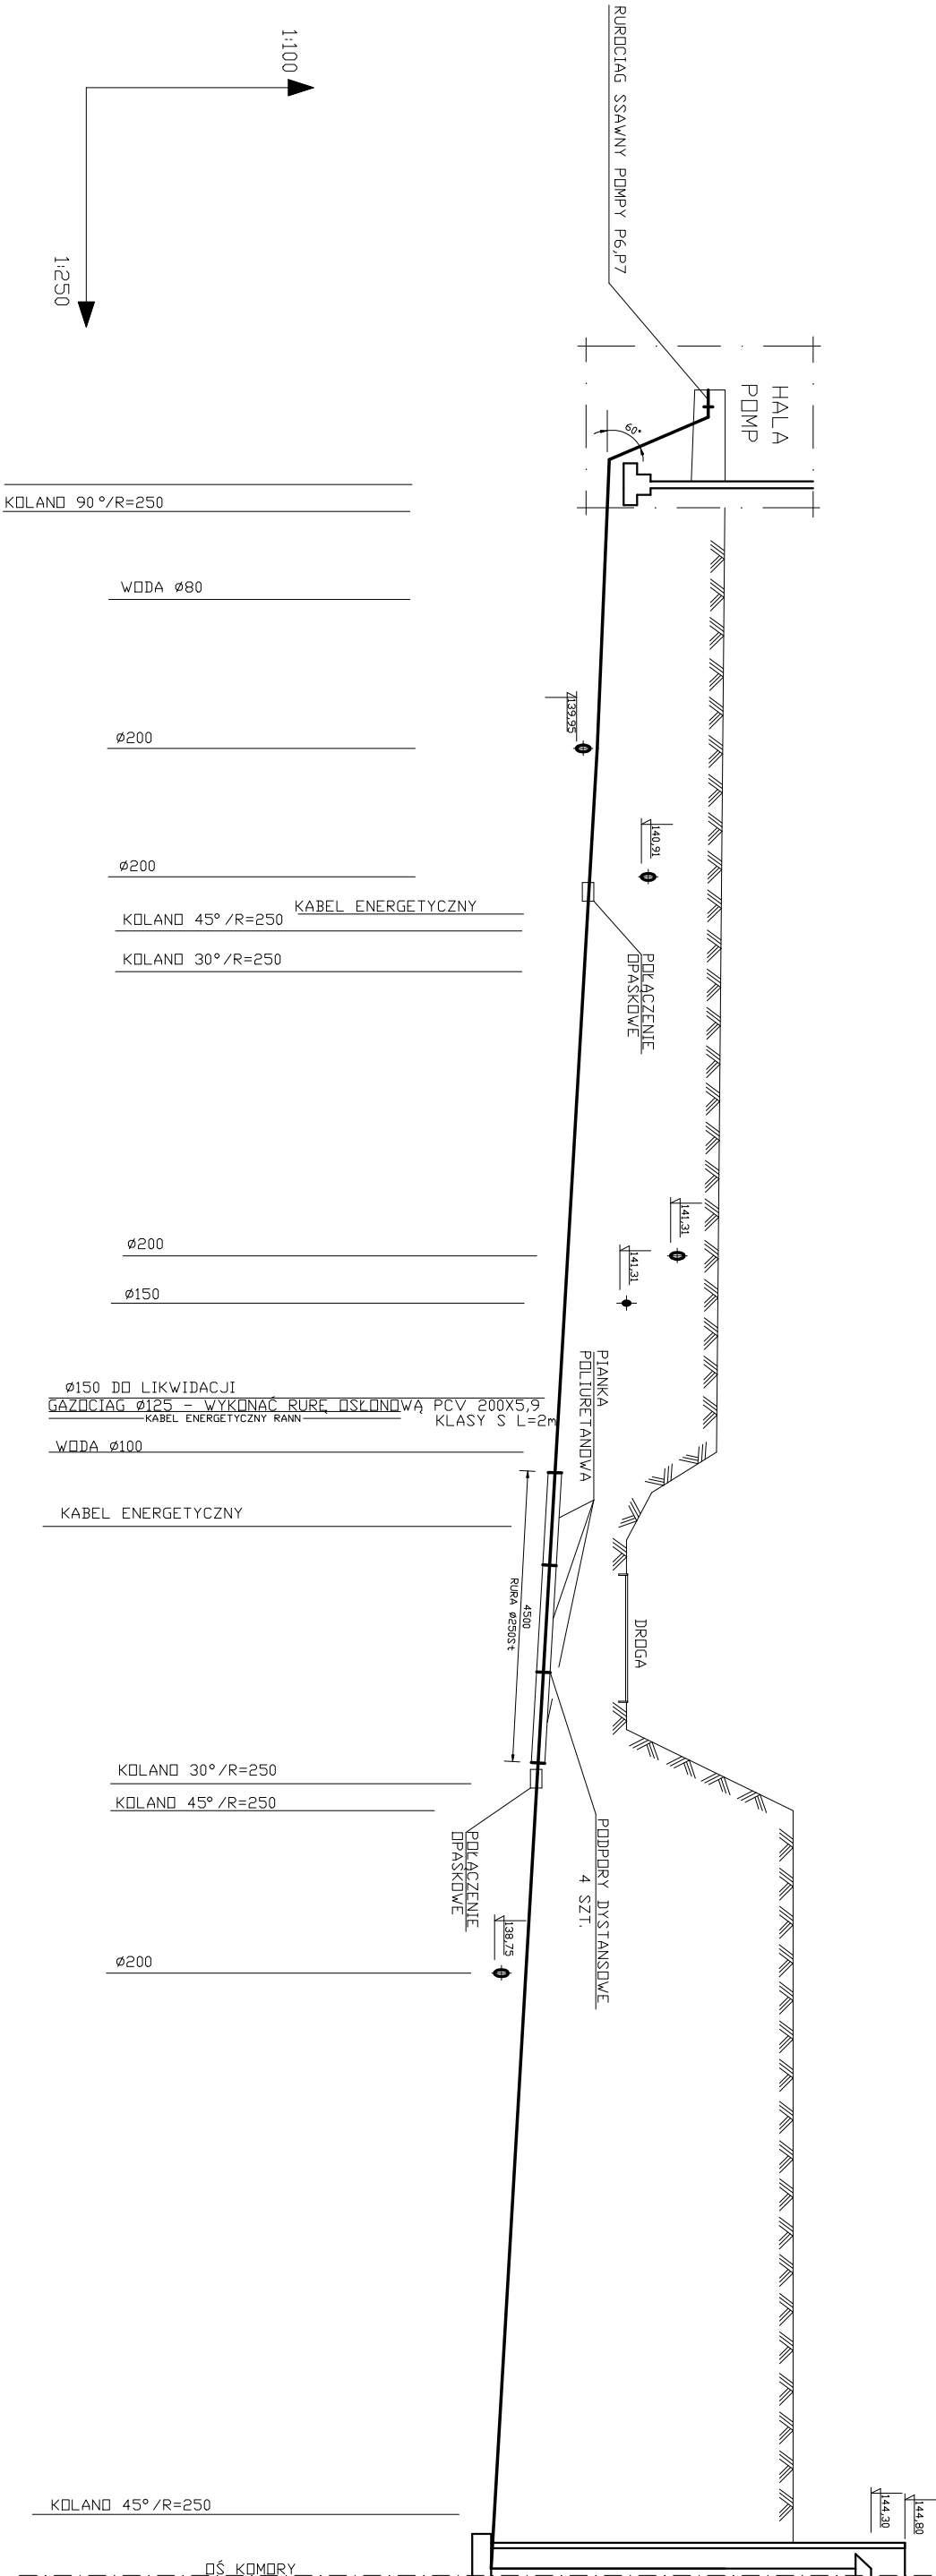 1:100
1:250
RUROCIAG SSAWNY POMPY P6,P7
HALA
POMP
60°
KOLANO 90°/R=250
WODA Ø80
139.95
Ø200
140,91
Ø200
KABEL ENERGETYCZNY
KOLANO 45°/R=250
POŁĄCZENIE
OPASKOWE
KOLANO 30°/R=250
141,31
Ø200
141,31
Ø150
PIANKA
POLIURETANOWA
Ø150 DO LIKWIDACJI
GAZOCIAG Ø125 - WYKONAĆ RURĘ OSŁONOWĄ PCV 200X5,9
KLASY S L=2m
KABEL ENERGETYCZNY RANN
WODA Ø100
KABEL ENERGETYCZNY
4500
RURA Ø250St
DROGA
KOLANO 30°/R=250
KOLANO 45°/R=250
PODPORY DYSTANSOWE
4 SZT.
POŁĄCZENIE
OPASKOWE
138,75
Ø200
144,30
144,80
KOLANO 45°/R=250
OŚ KOMORY